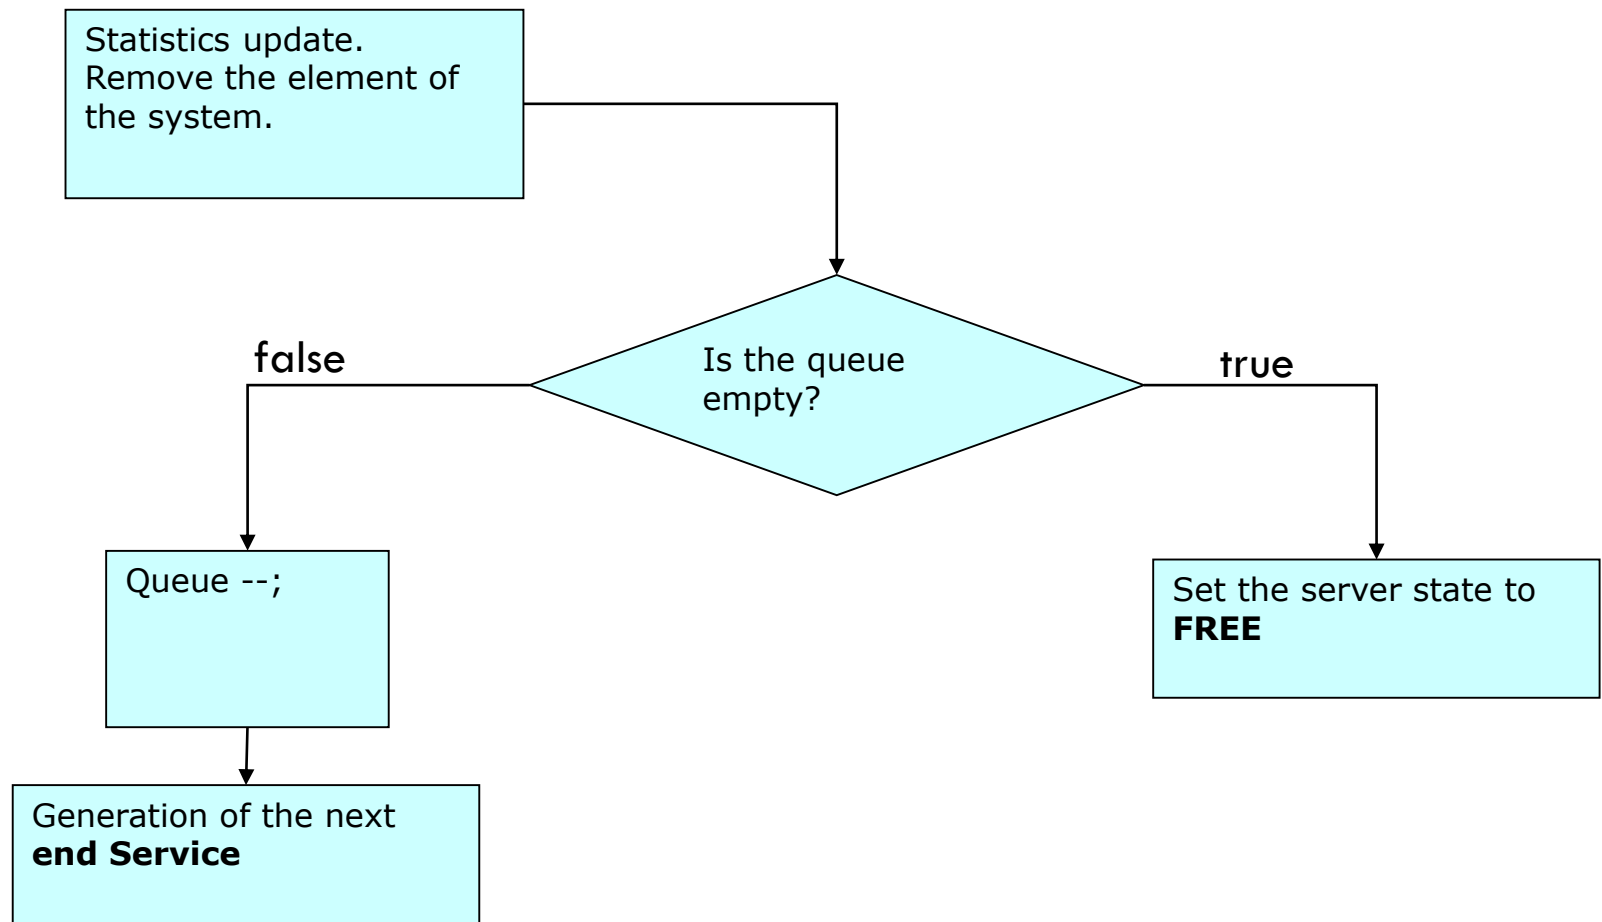 Statistics update.
Remove the element of
the system.
Is the queue
empty?
false
true
Queue --;
Set the server state to
FREE
Generation of the next
end Service